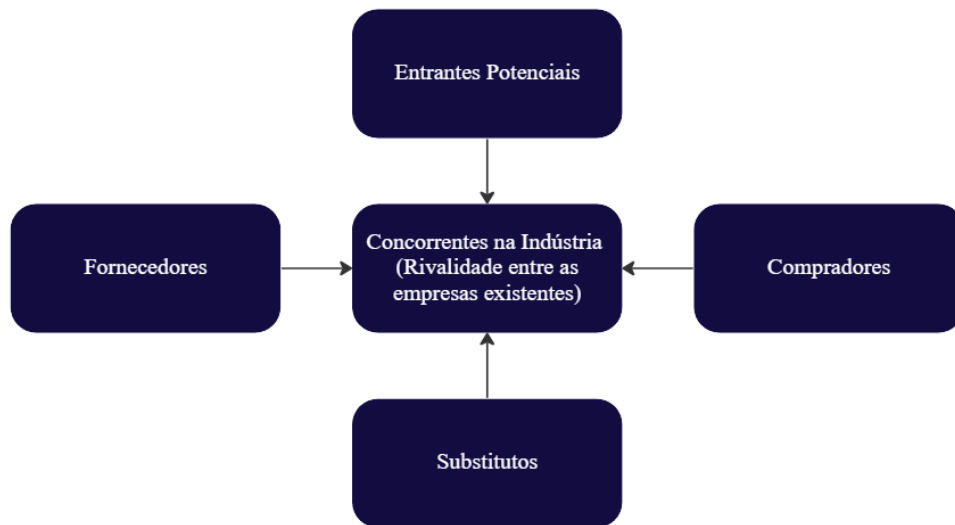 Entrantes Potenciais
Fornecedores
Concorrentes na Indústria
(Rivalidade entre as
empresas existentes)
Compradores
Substitutos